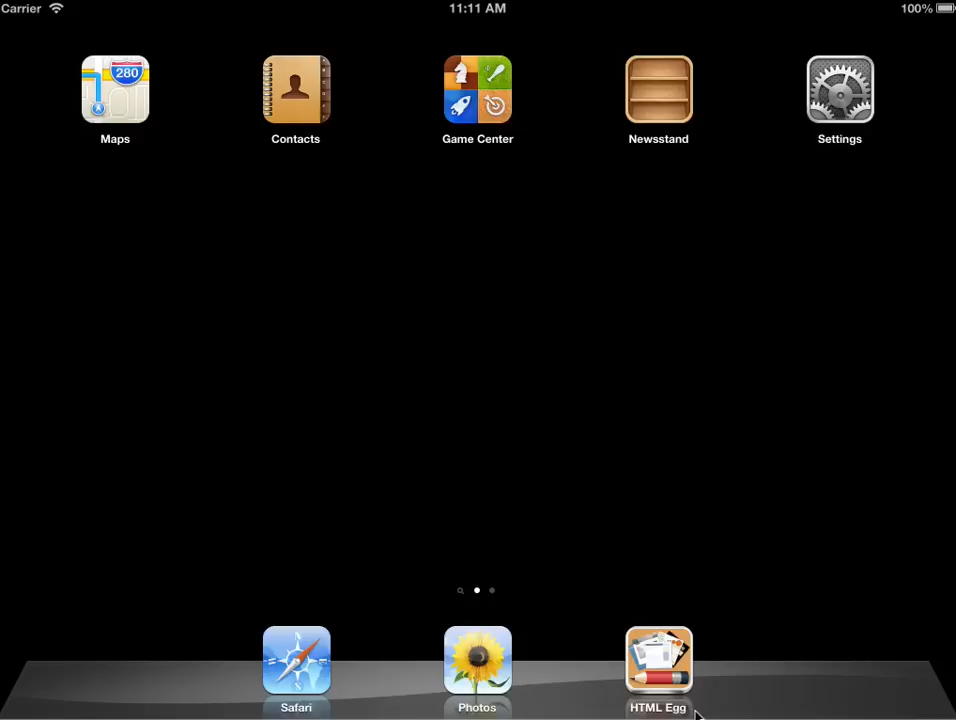 Carrier 11:11 AM 100%
280
Maps Contacts Game Center Newsstand Settings
N
Safari Photos HTML Egg